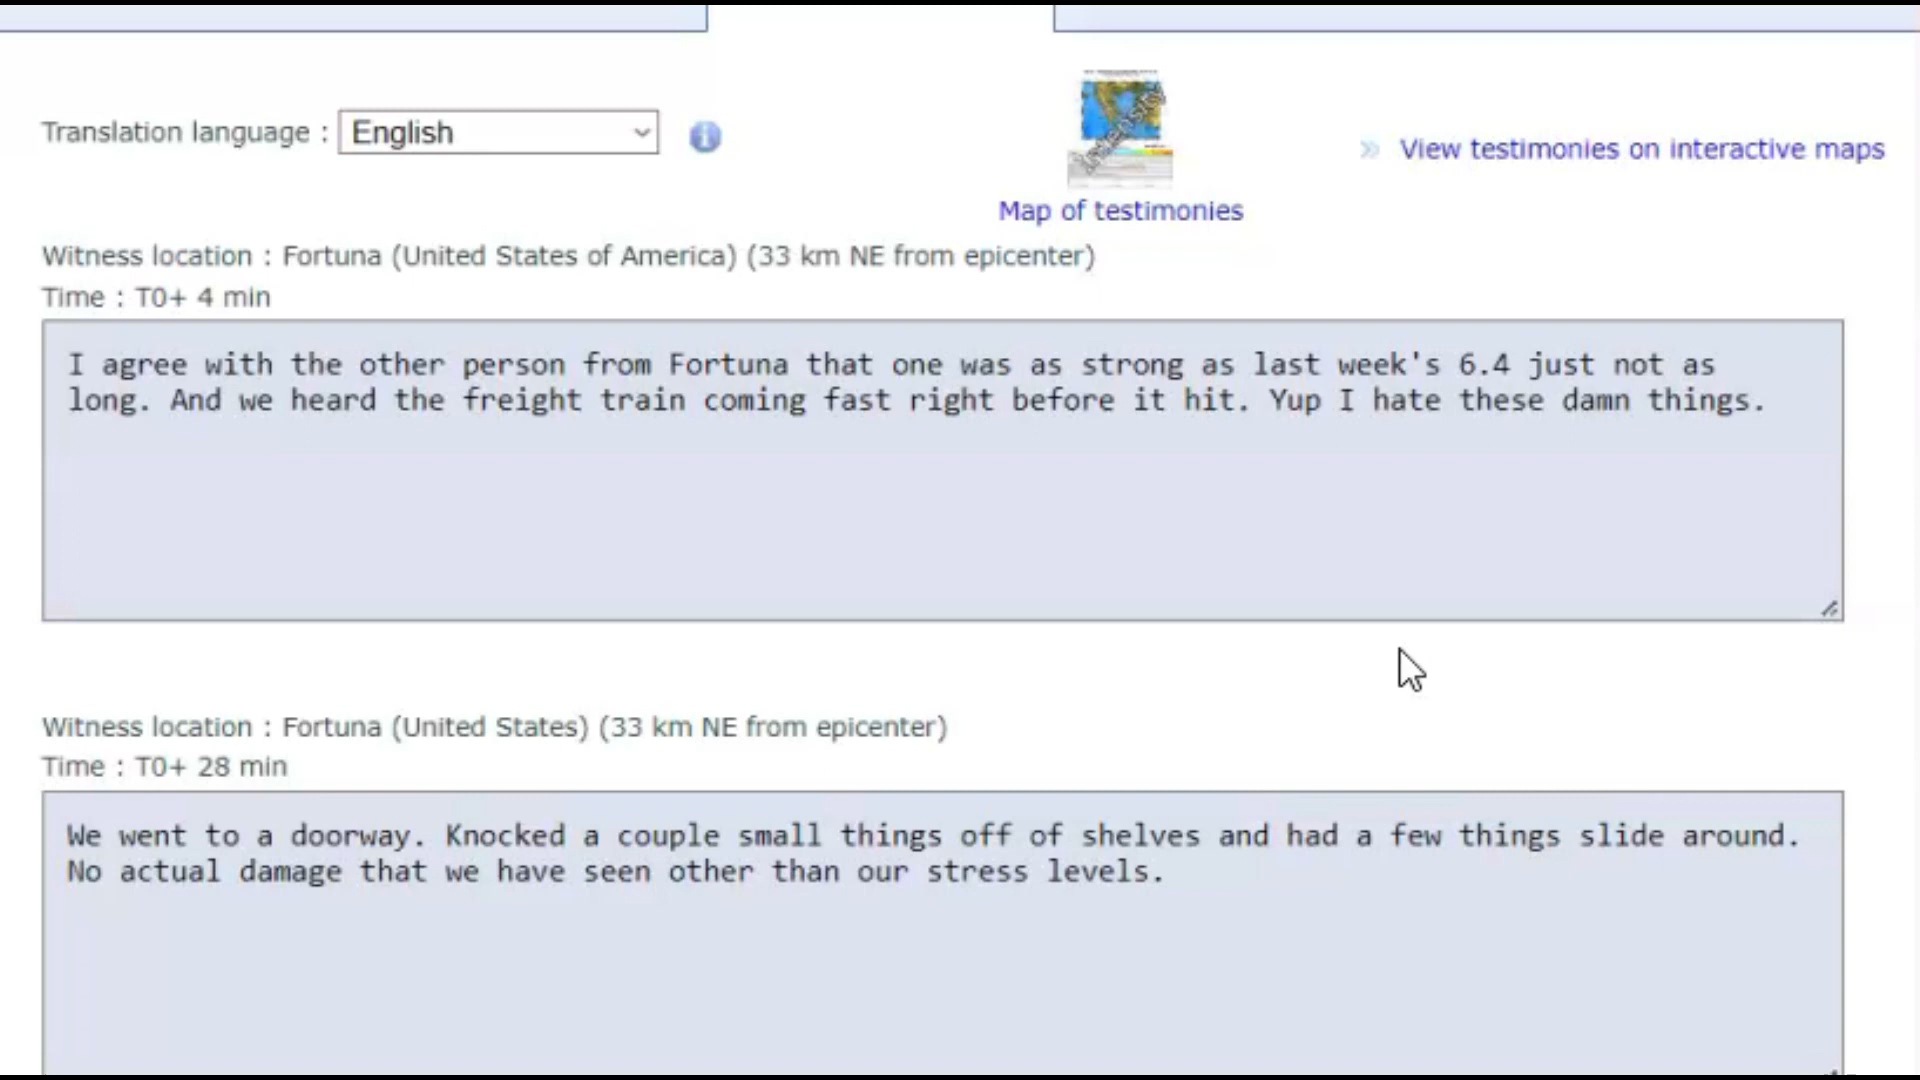 Translation language : English
Intensity
Map of testimonies
View testimonies on interactive maps
Witness location : Fortuna (United States of America) (33 km NE from epicenter)
Time : T0+ 4 min
I agree with the other person from Fortuna that one was as strong as last week's 6.4 just not as
long. And we heard the freight train coming fast right before it hit. Yup I hate these damn things.
Witness location : Fortuna (United States) (33 km NE from epicenter)
Time : T0+ 28 min
We went to a doorway. Knocked a couple small things off of shelves and had a few things slide around.
No actual damage that we have seen other than our stress levels.